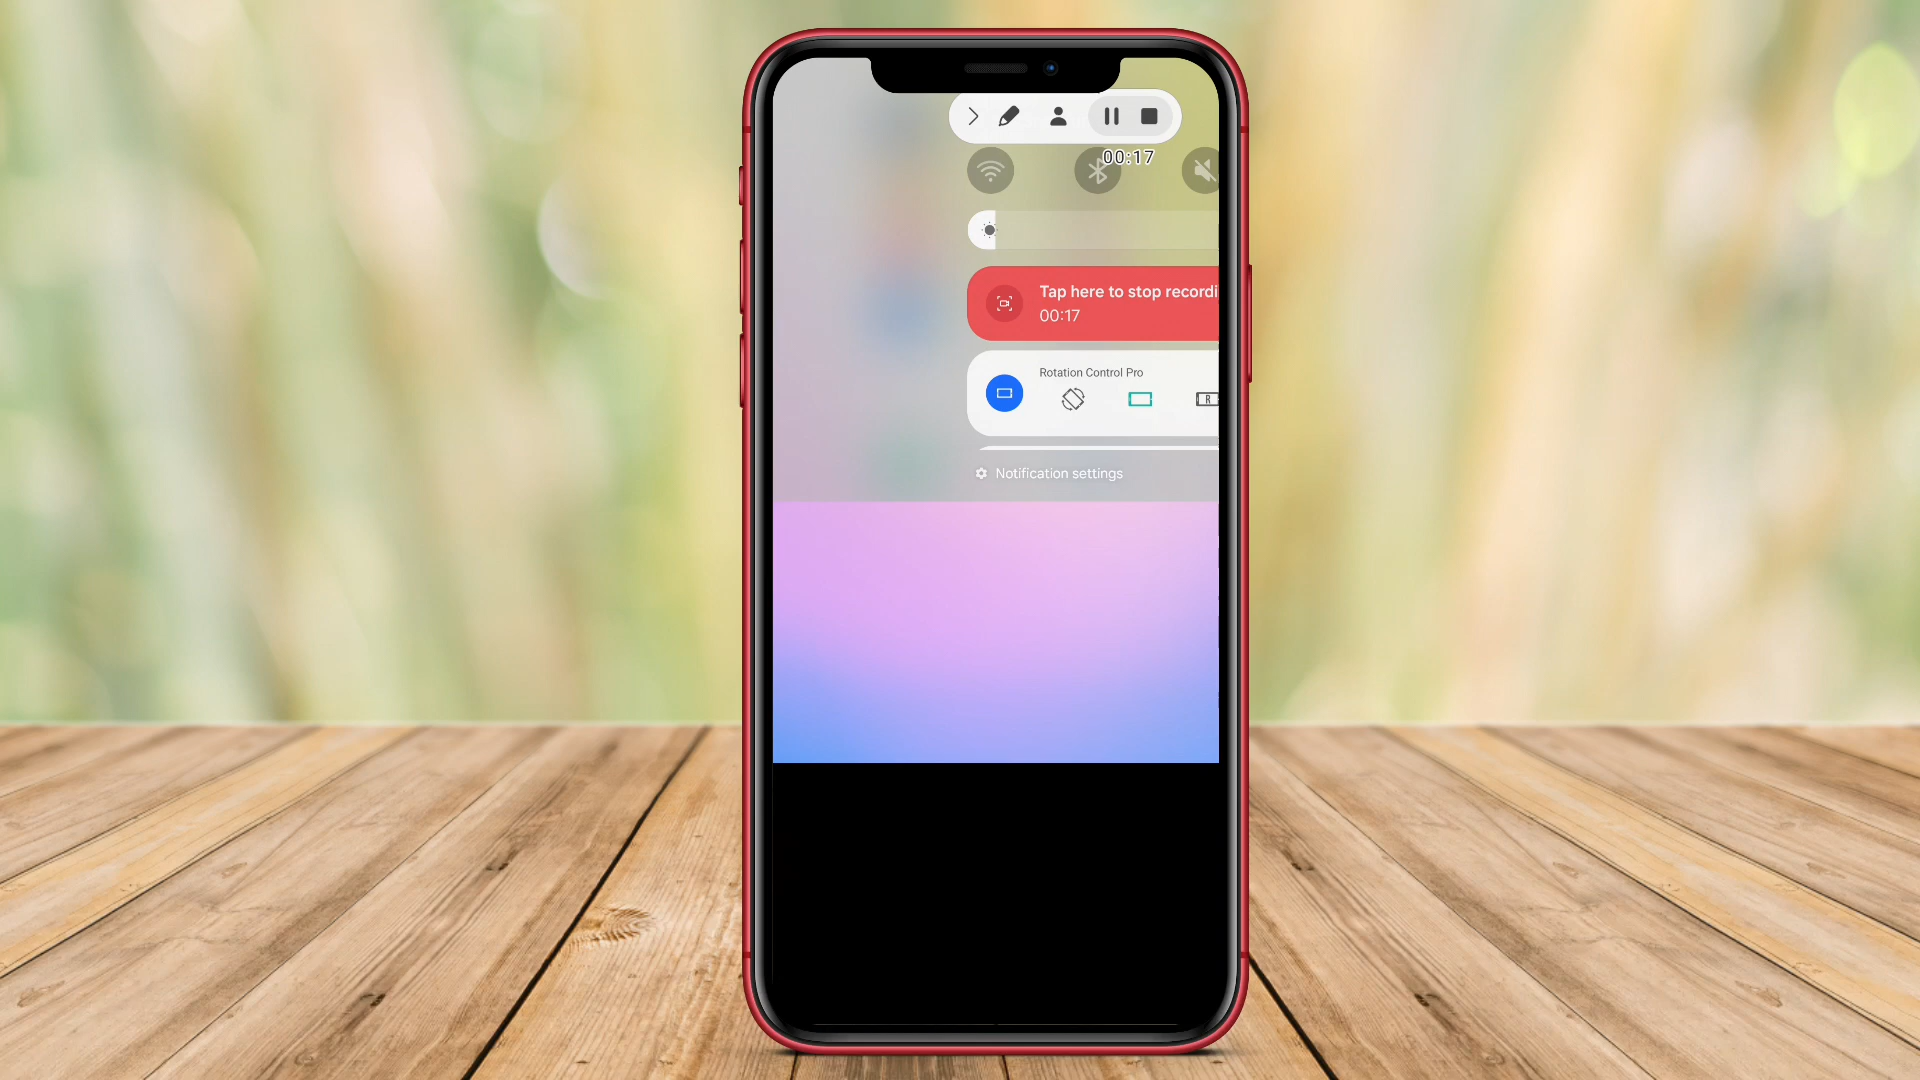 00:17
Tap here to stop recordi
00:17
Rotation Control Pro
R
Notification settings